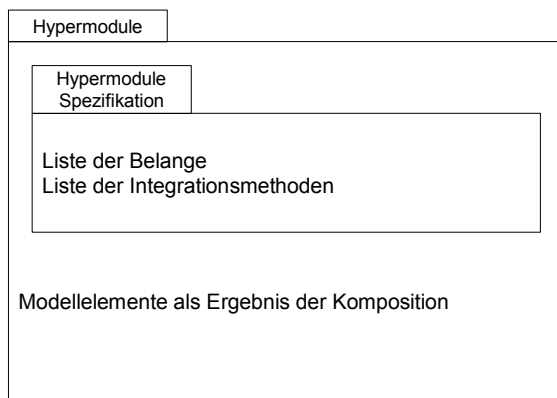 Hypermodule
Hypermodule
Spezifikation
Liste der Belange
Liste der Integrationsmethoden
Modellelemente als Ergebnis der Komposition